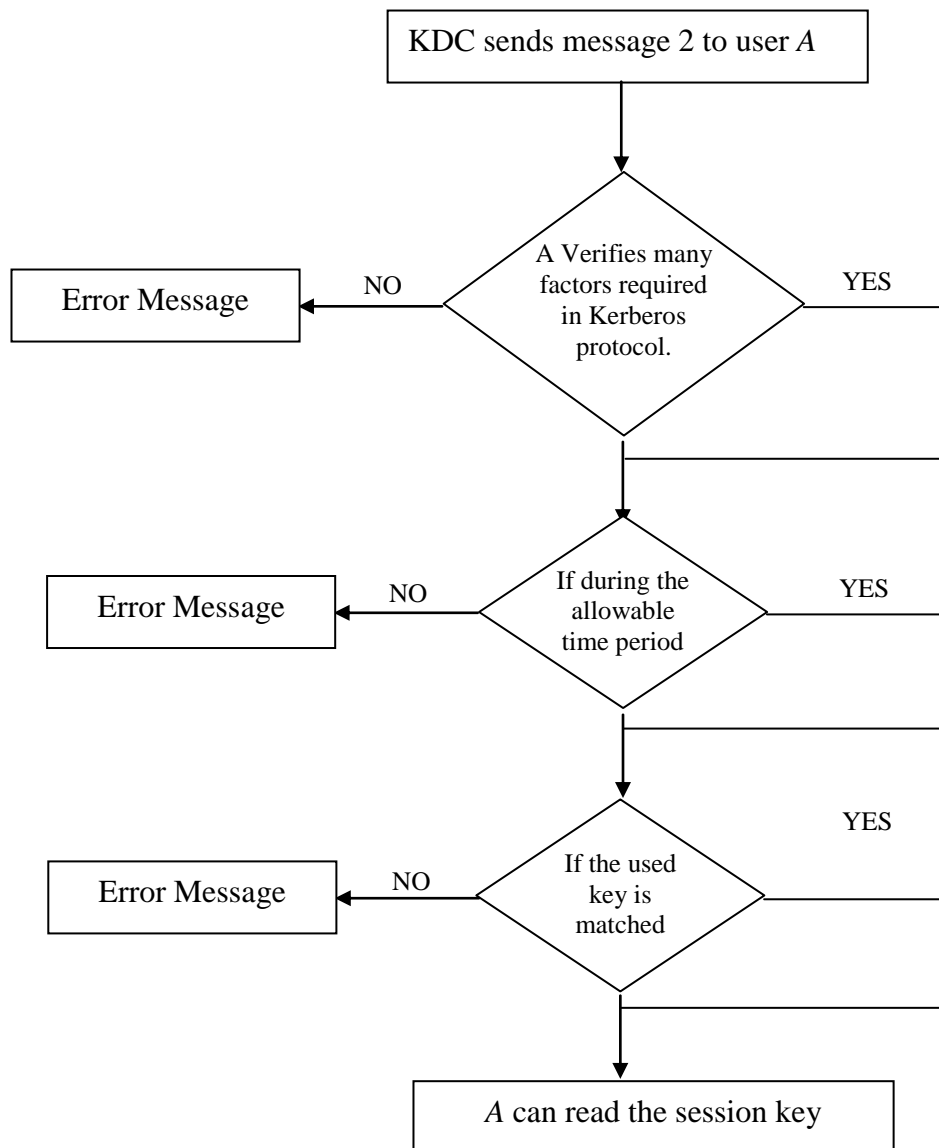 KDC sends message 2 to user A
A Verifies many
factors required
in Kerberos
protocol.
NO
YES
Error Message
If during the
allowable
time period
NO
YES
Error Message
If the used
key is
matched
NO
YES
Error Message
A can read the session key